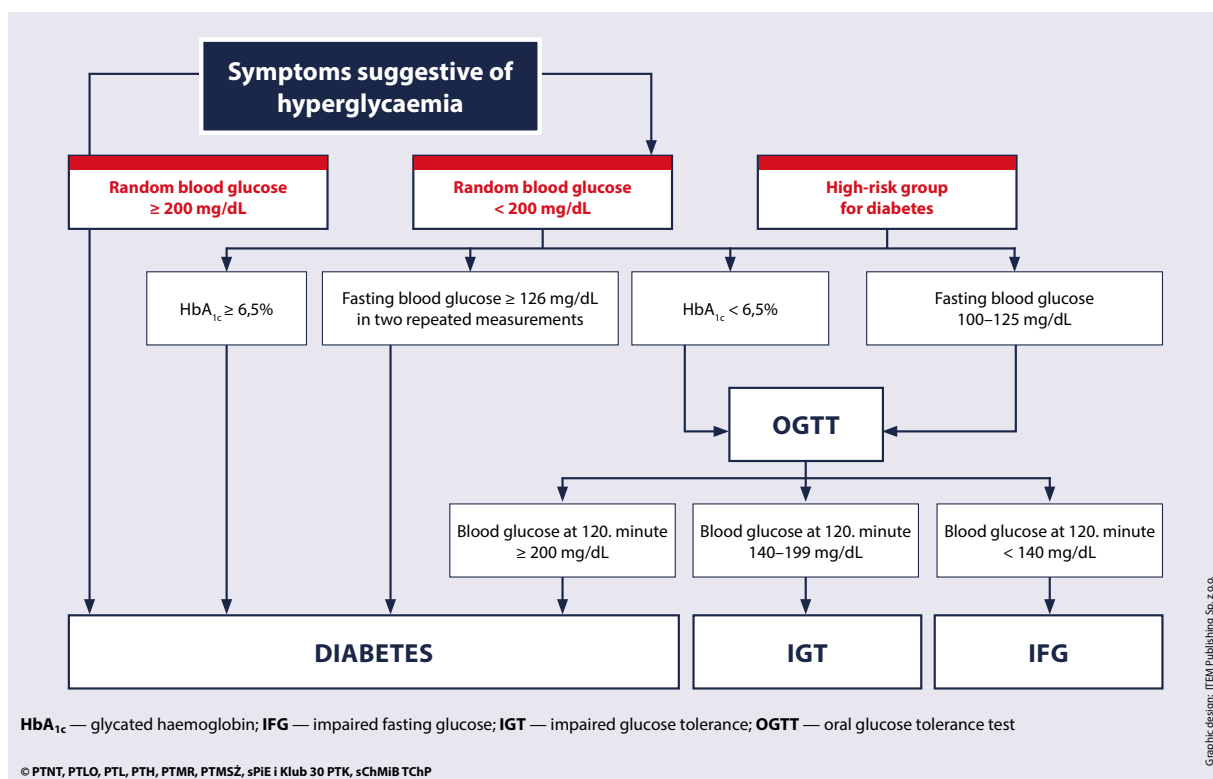 Symptoms suggestive of
hyperglycaemia
Random blood glucose
≥ 200 mg/dL
Random blood glucose
< 200 mg/dL
High-risk group
for diabetes
HbA1c ≥ 6,5%
Fasting blood glucose ≥ 126 mg/dL
in two repeated measurements
HbA1c < 6,5%
Fasting blood glucose
100–125 mg/dL
OGTT
Blood glucose at 120. minute
≥ 200 mg/dL
Blood glucose at 120. minute
140–199 mg/dL
Blood glucose at 120. minute
< 140 mg/dL
DIABETES
IGT
IFG
HbA1c — glycated haemoglobin; IFG — impaired fasting glucose; IGT — impaired glucose tolerance; OGTT — oral glucose tolerance test
© PTNT, PTLO, PTL, PTH, PTMR, PTMSŻ, sPiE i Klub 30 PTK, sChMiB TChP
Graphic design: ITEM Publishing Sp. z o.o.